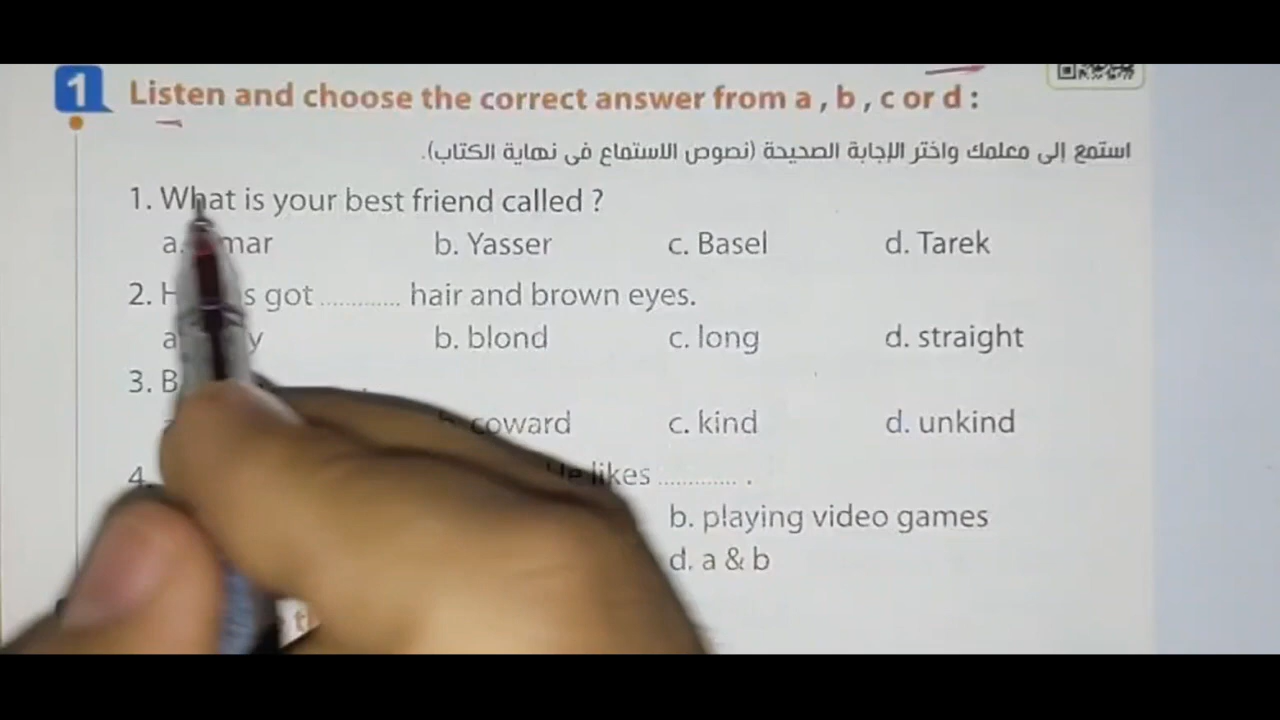 1 Listen and choose the correct answer from a , b , c or d :
استمع إلى معلمك واختر الإجابة الصحيحة (نصوص الاستماع فى نهاية الكتاب).
1. What is your best friend called ?
a. b. Yasser c. Basel d. Tarek
2. got ............ hair and brown eyes.
b. blond c. long d. straight
3.
coward c. kind d. unkind
4. likes ............ .
b. playing video games
d. a & b